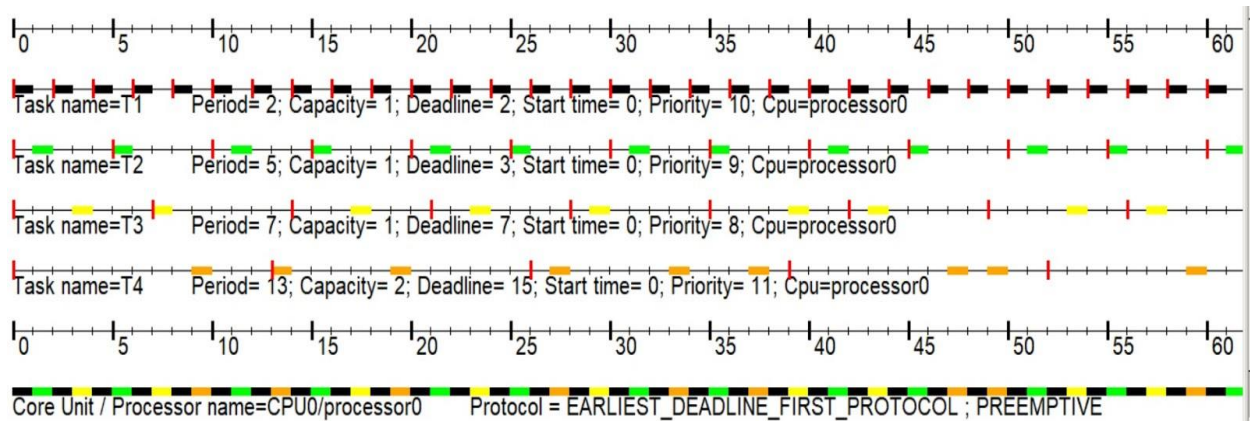 0 5 10 15 20 25 30 35 40 45 50 55 60
Task name=T1 Period= 2; Capacity= 1; Deadline= 2; Start time= 0; Priority= 10; Cpu=processor0
Task name=T2 Period= 5; Capacity= 1; Deadline= 3; Start time= 0; Priority= 9; Cpu=processor0
Task name=T3 Period= 7; Capacity= 1; Deadline= 7; Start time= 0; Priority= 8; Cpu=processor0
Task name=T4 Period= 13; Capacity= 2; Deadline= 15; Start time= 0; Priority= 11; Cpu=processor0
0 5 10 15 20 25 30 35 40 45 50 55 60
Core Unit / Processor name=CPU0/processor0 Protocol = EARLIEST_DEADLINE_FIRST_PROTOCOL ; PREEMPTIVE